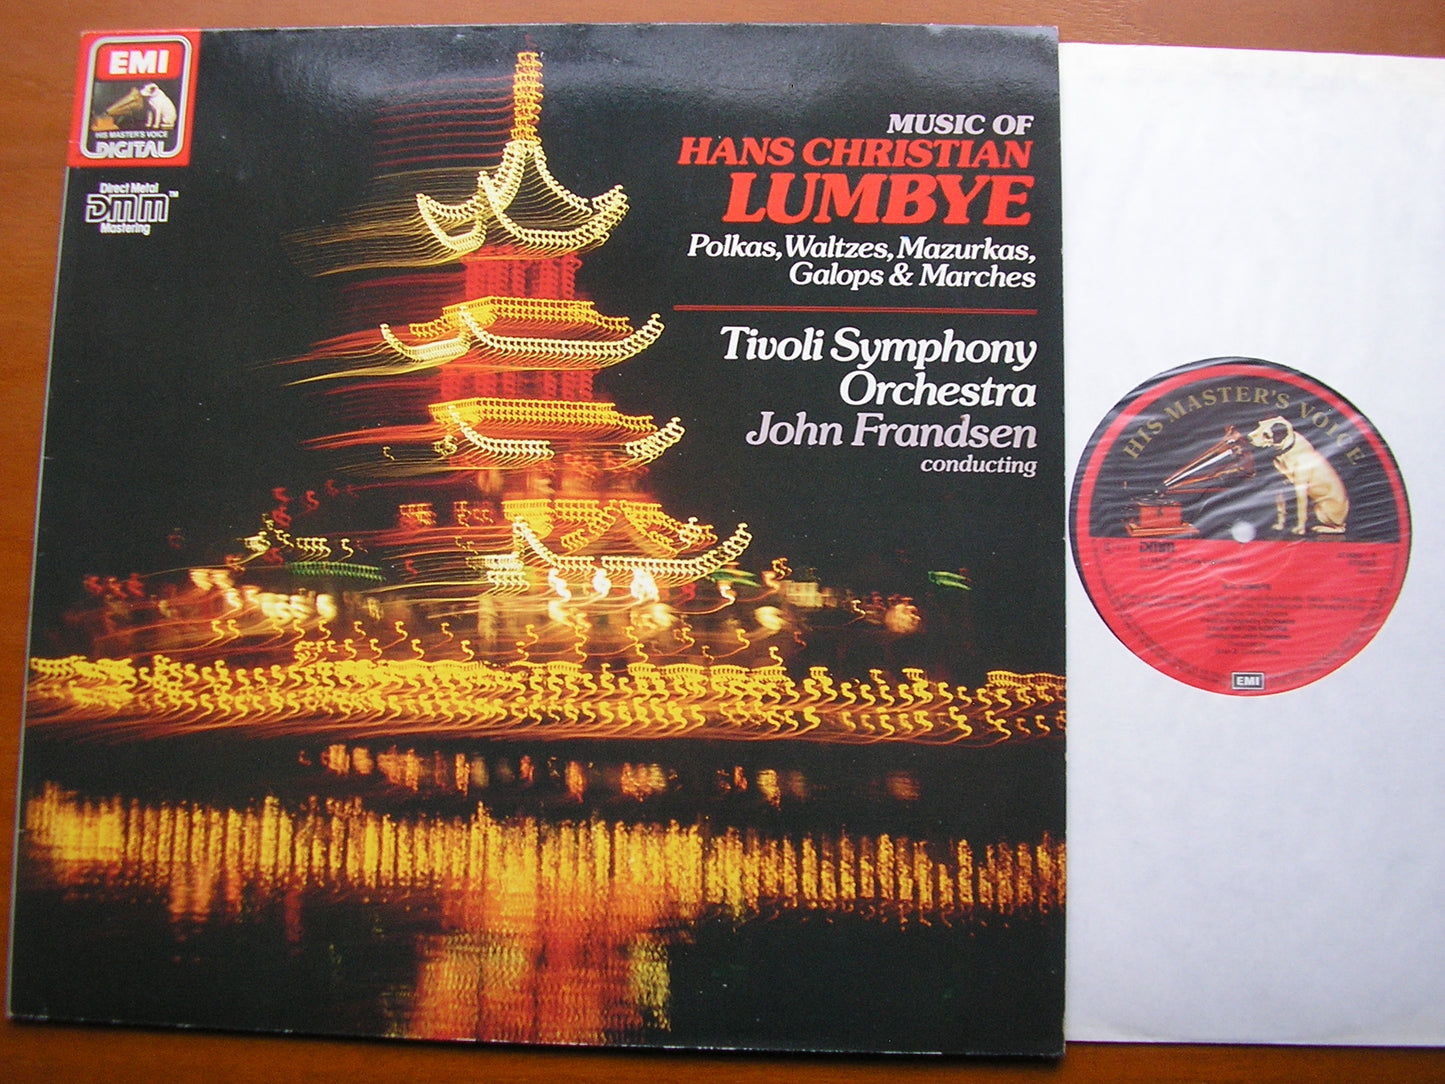 EMI
HIS MASTER'S VOICE
DIGITAL
Direct Metal
DMM™
Mastering
MUSIC OF
HANS CHRISTIAN
LUMBYE
Polkas, Waltzes, Mazurkas,
Galops & Marches
Tivoli Symphony
Orchestra
John Frandsen
conducting
HIS MASTER'S VOICE
DMM
EMI